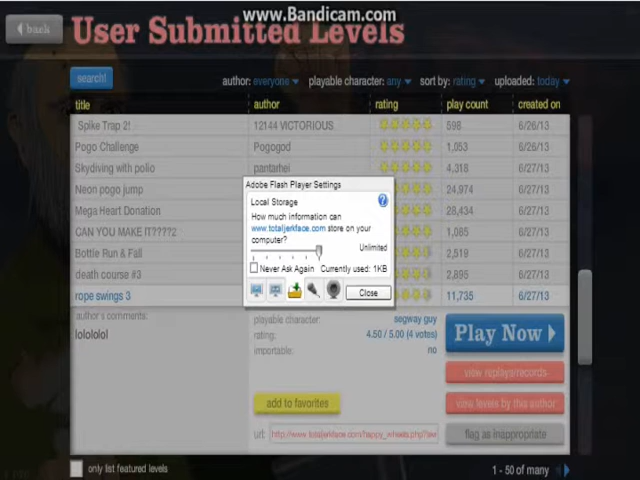 www.Bandicam.com
back
User Submitted Levels
search!
author: everyone playable character: any sort by: rating uploaded: today
title author rating play count created on
Spike Trap 2! 12144 VICTORIOUS 598 6/26/13
Pogo Challenge Pogogod 1,053 6/26/13
Skydiving with polio pantarhei 4,318 6/27/13
Neon pogo jump 24,974 6/27/13
Mega Heart Donation 28,434 6/27/13
CAN YOU MAKE IT????2 1,085 6/27/13
Bottle Run & Fall 2,519 6/27/13
death course #3 2,895 6/27/13
rope swings 3 11,735 6/27/13
Adobe Flash Player Settings
Local Storage
?
How much information can
www.totaljerkface.com store on your
computer?
Unlimited
Never Ask Again Currently used: 1KB
Close
author's comments:
lolololol
playable character: segway guy
rating: 4.50 / 5.00 (4 votes)
importable: no
Play Now
view replays/records
add to favorites
view levels by this author
url: http://www.totaljerkface.com/happy_wheels.php?
flag as inappropriate
only list featured levels
1 - 50 of many